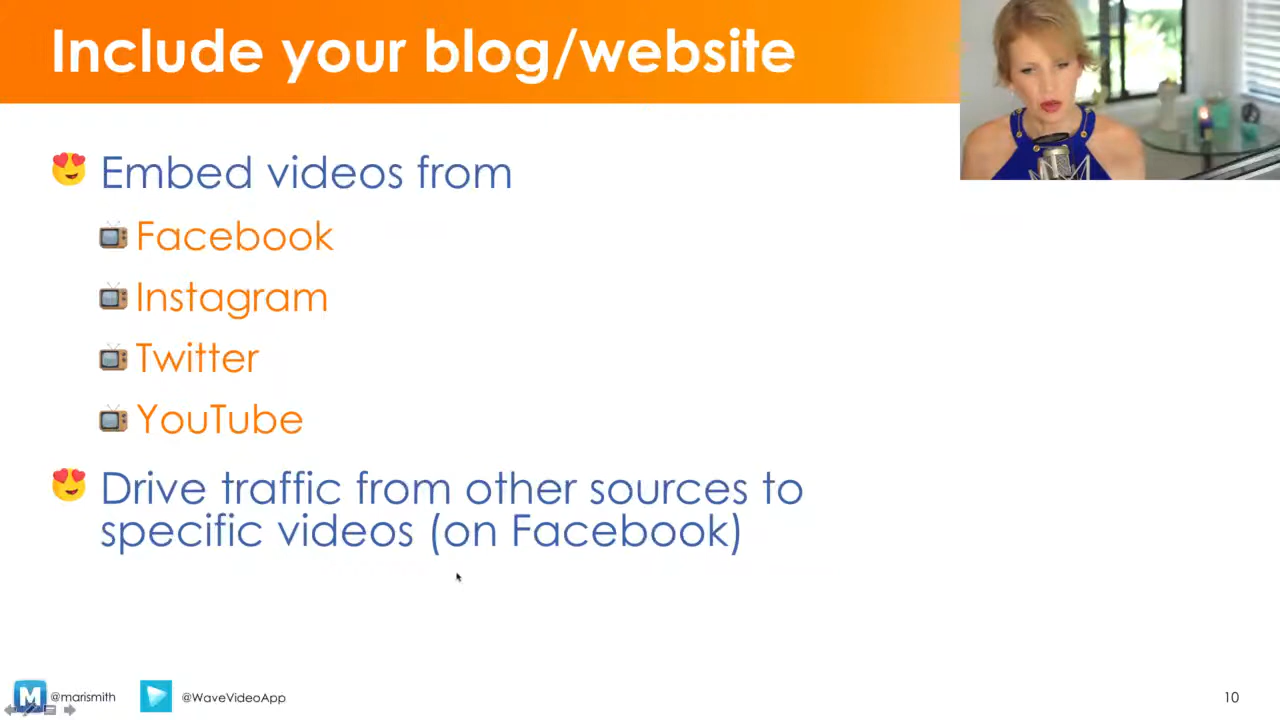 Include your blog/website
Embed videos from
Facebook
Instagram
Twitter
YouTube
Drive traffic from other sources to
specific videos (on Facebook)
M @marismith @WaveVideoApp 10